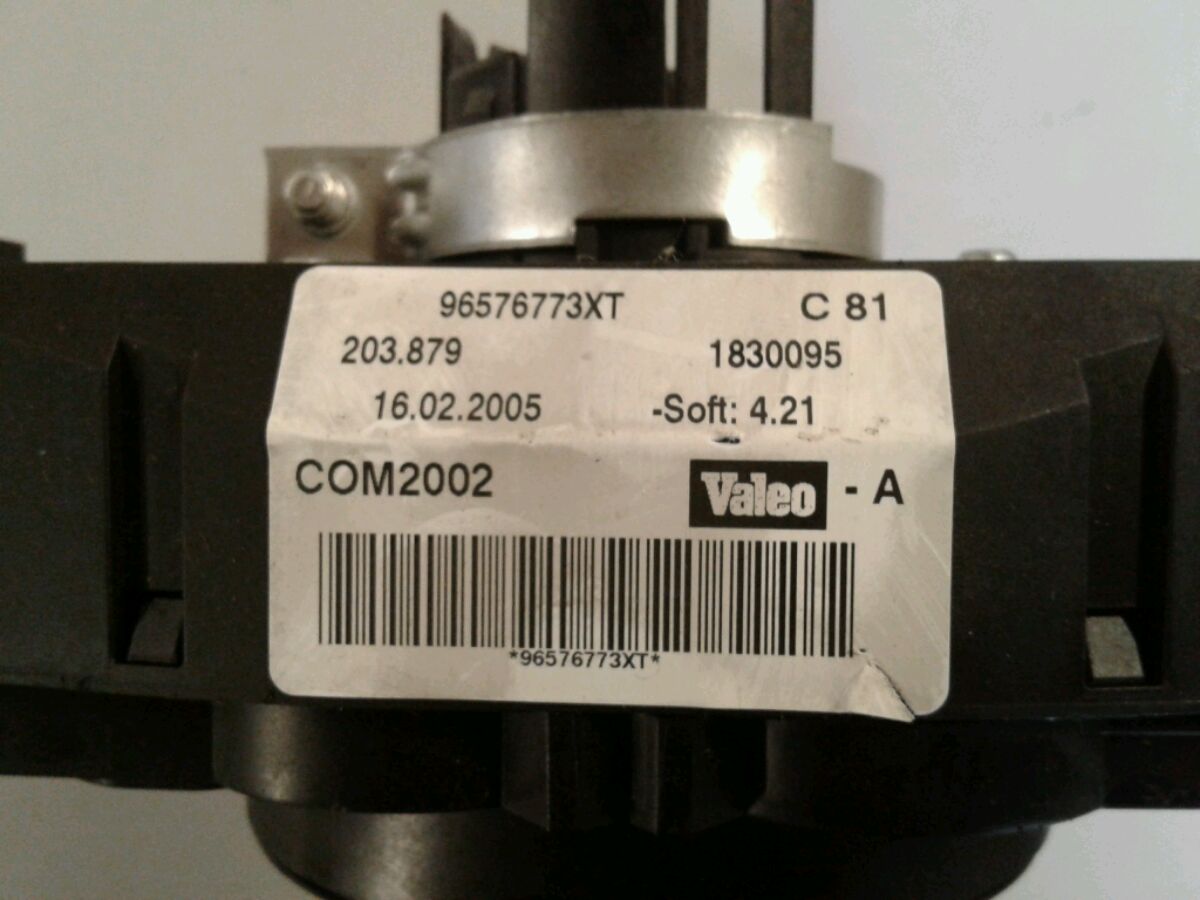 96576773XT C 81
203.879 1830095
16.02.2005 -Soft: 4.21
COM2002 Valeo - A
*96576773XT*